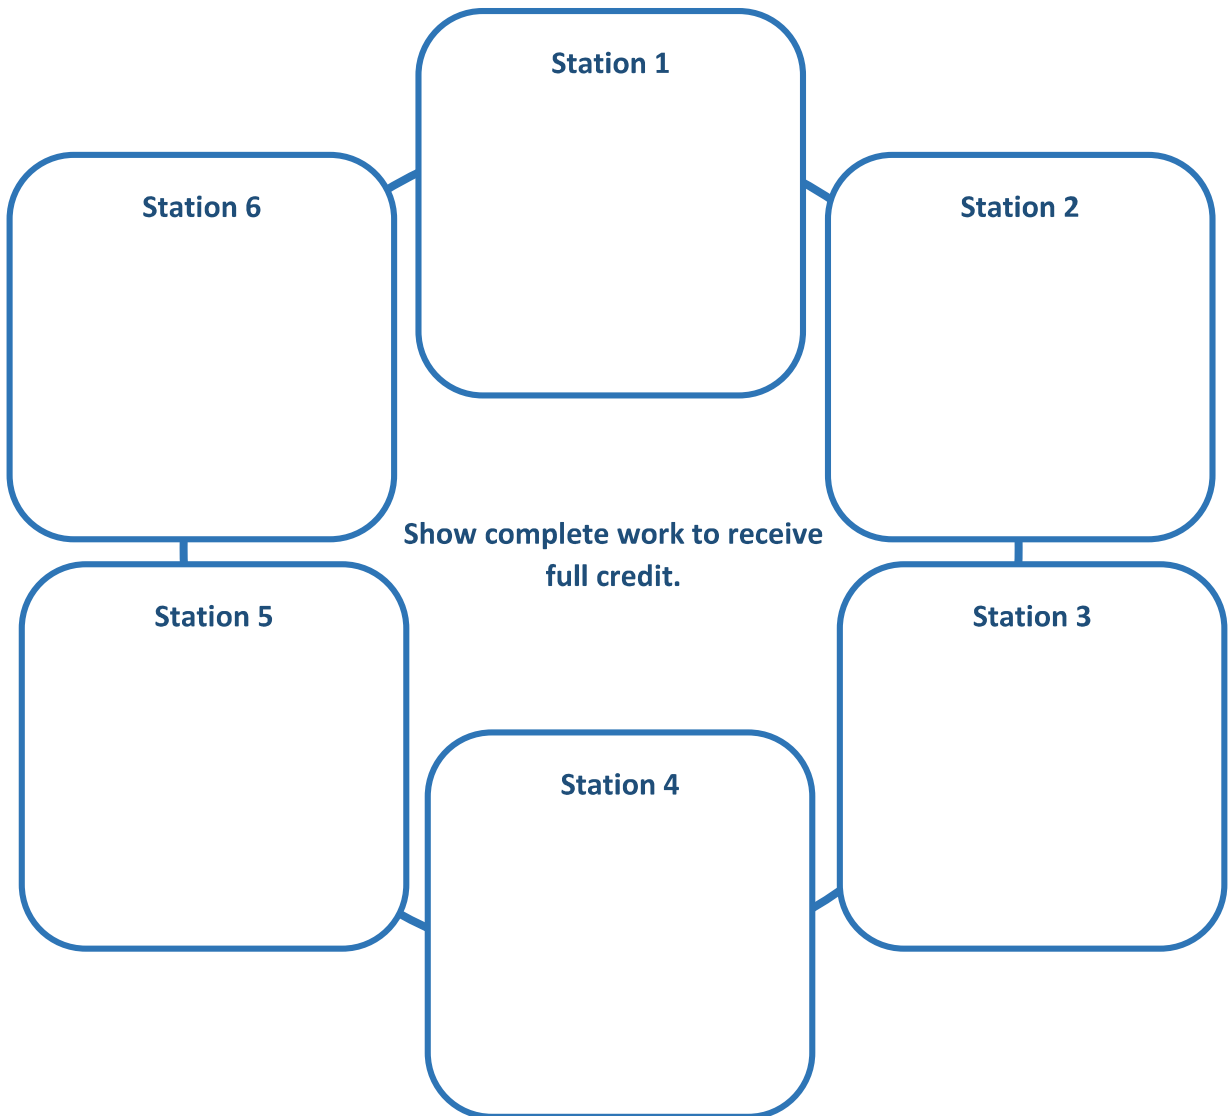 Station 1
Station 6
Station 2
Show complete work to receive
full credit.
Station 5
Station 3
Station 4